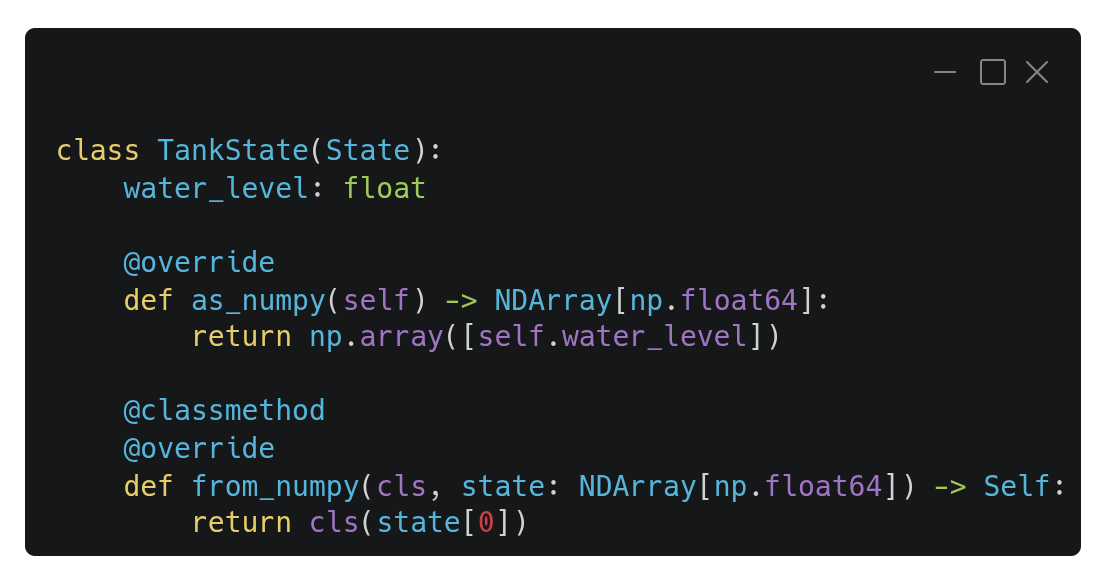 class TankState(State):
    water_level: float

    @override
    def as_numpy(self) -> NDArray[np.float64]:
        return np.array([self.water_level])

    @classmethod
    @override
    def from_numpy(cls, state: NDArray[np.float64]) -> Self:
        return cls(state[0])